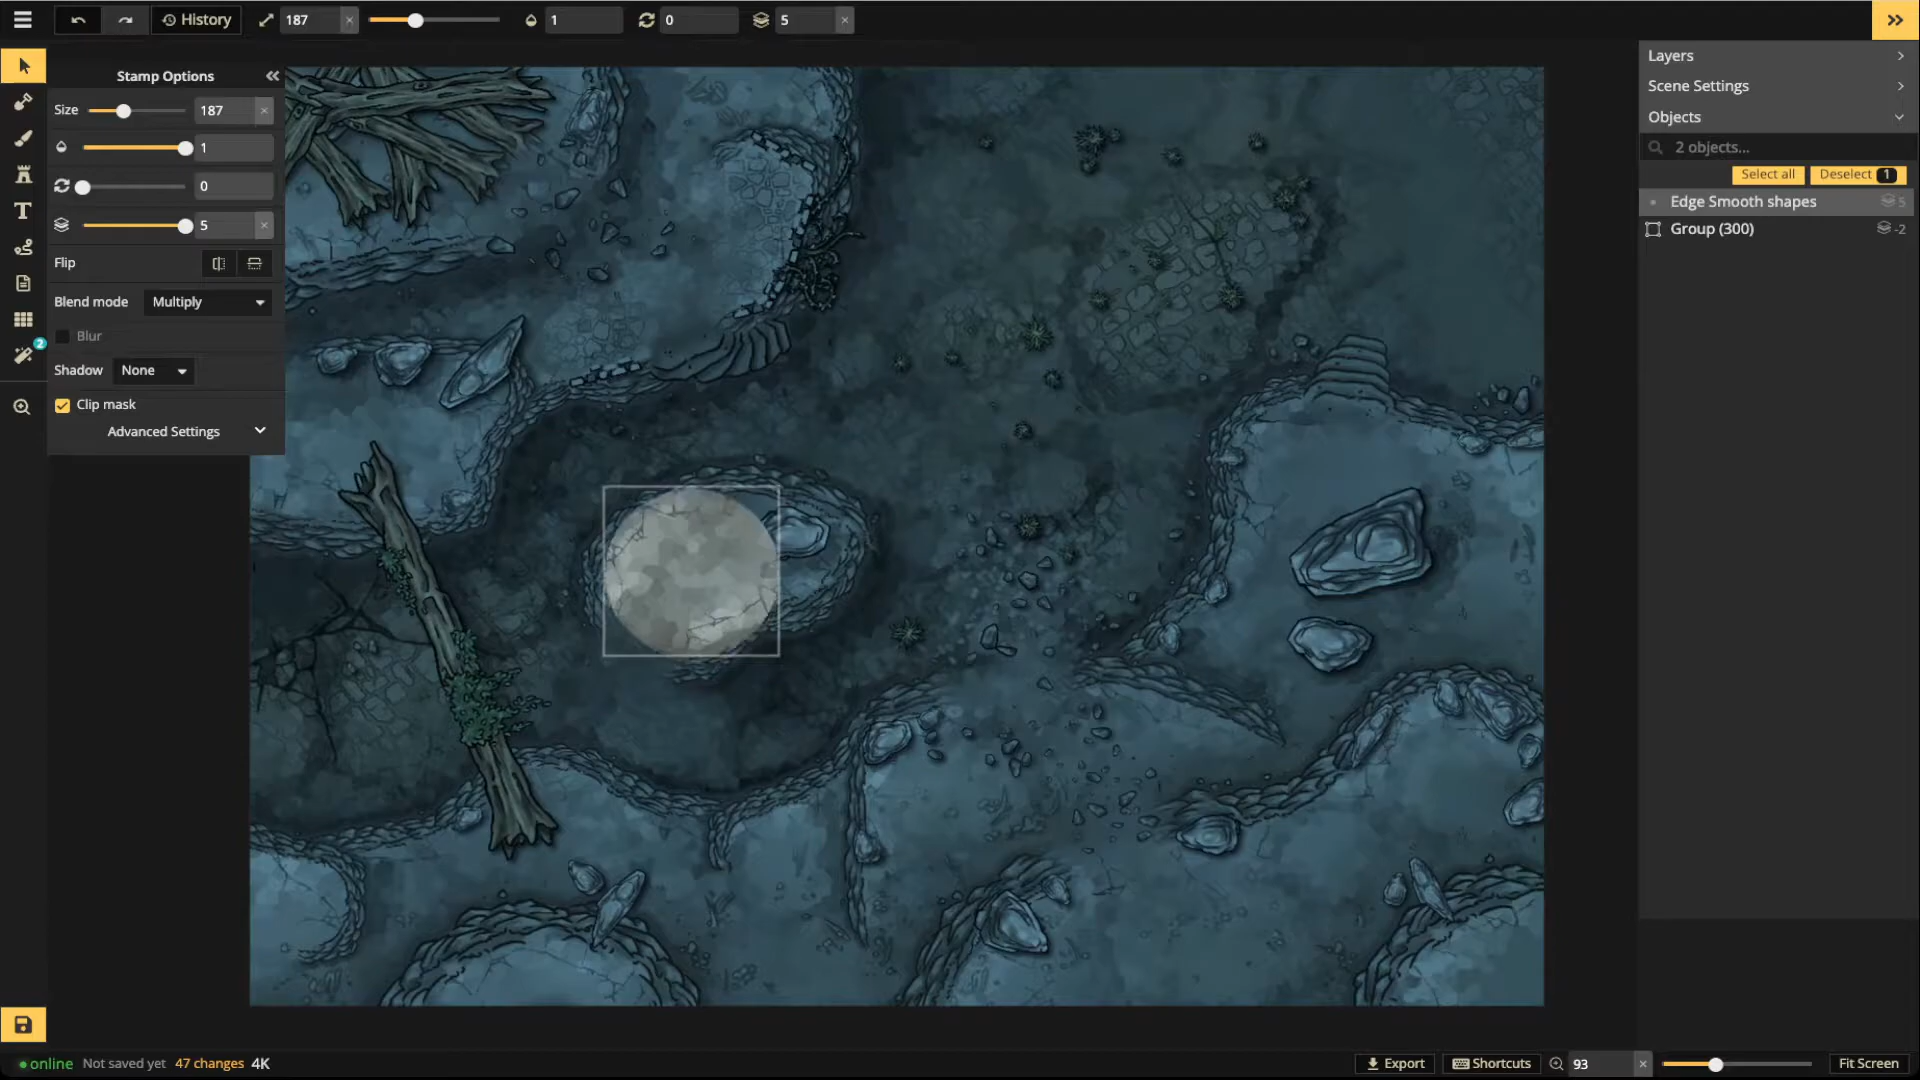 History
187
1
0
5
Layers
Scene Settings
Objects
2 objects...
Select all
Deselect 1
Edge Smooth shapes
5
Group (300)
-2
Stamp Options
Size
187
1
0
5
Flip
Blend mode
Multiply
Blur
Shadow
None
Clip mask
Advanced Settings
2
online
Not saved yet
47 changes
4K
Export
Shortcuts
93
Fit Screen